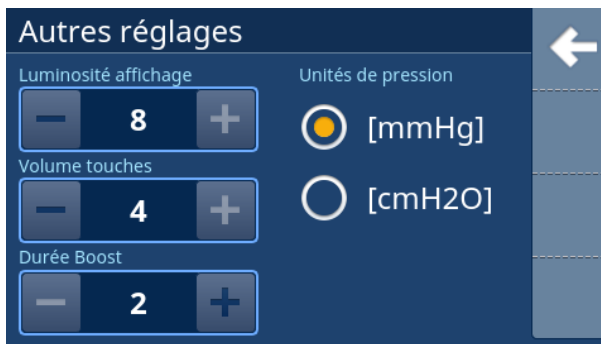 Autres réglages
Luminosité affichage
8
Volume touches
4
Durée Boost
2
Unités de pression
[mmHg]
[cmH2O]